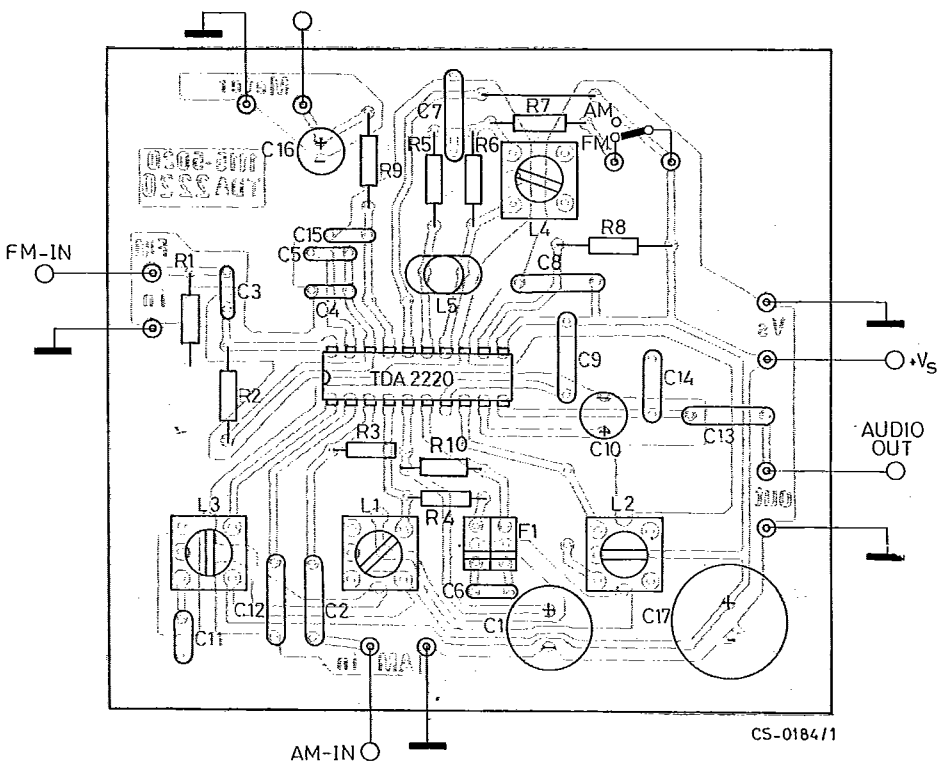 AM
C7
R7
FM
C16
R5
R6
R9
L4
C15
R8
FM-IN
R1
C5
C8
C3
C4
L5
C9
+Vs
TDA 2220
C14
R2
C10
C13
AUDIO
OUT
R3
R10
L3
L1
R4
F1
L2
C12
C2
C6
C1
C17
C11
AM-IN
CS-0184/1